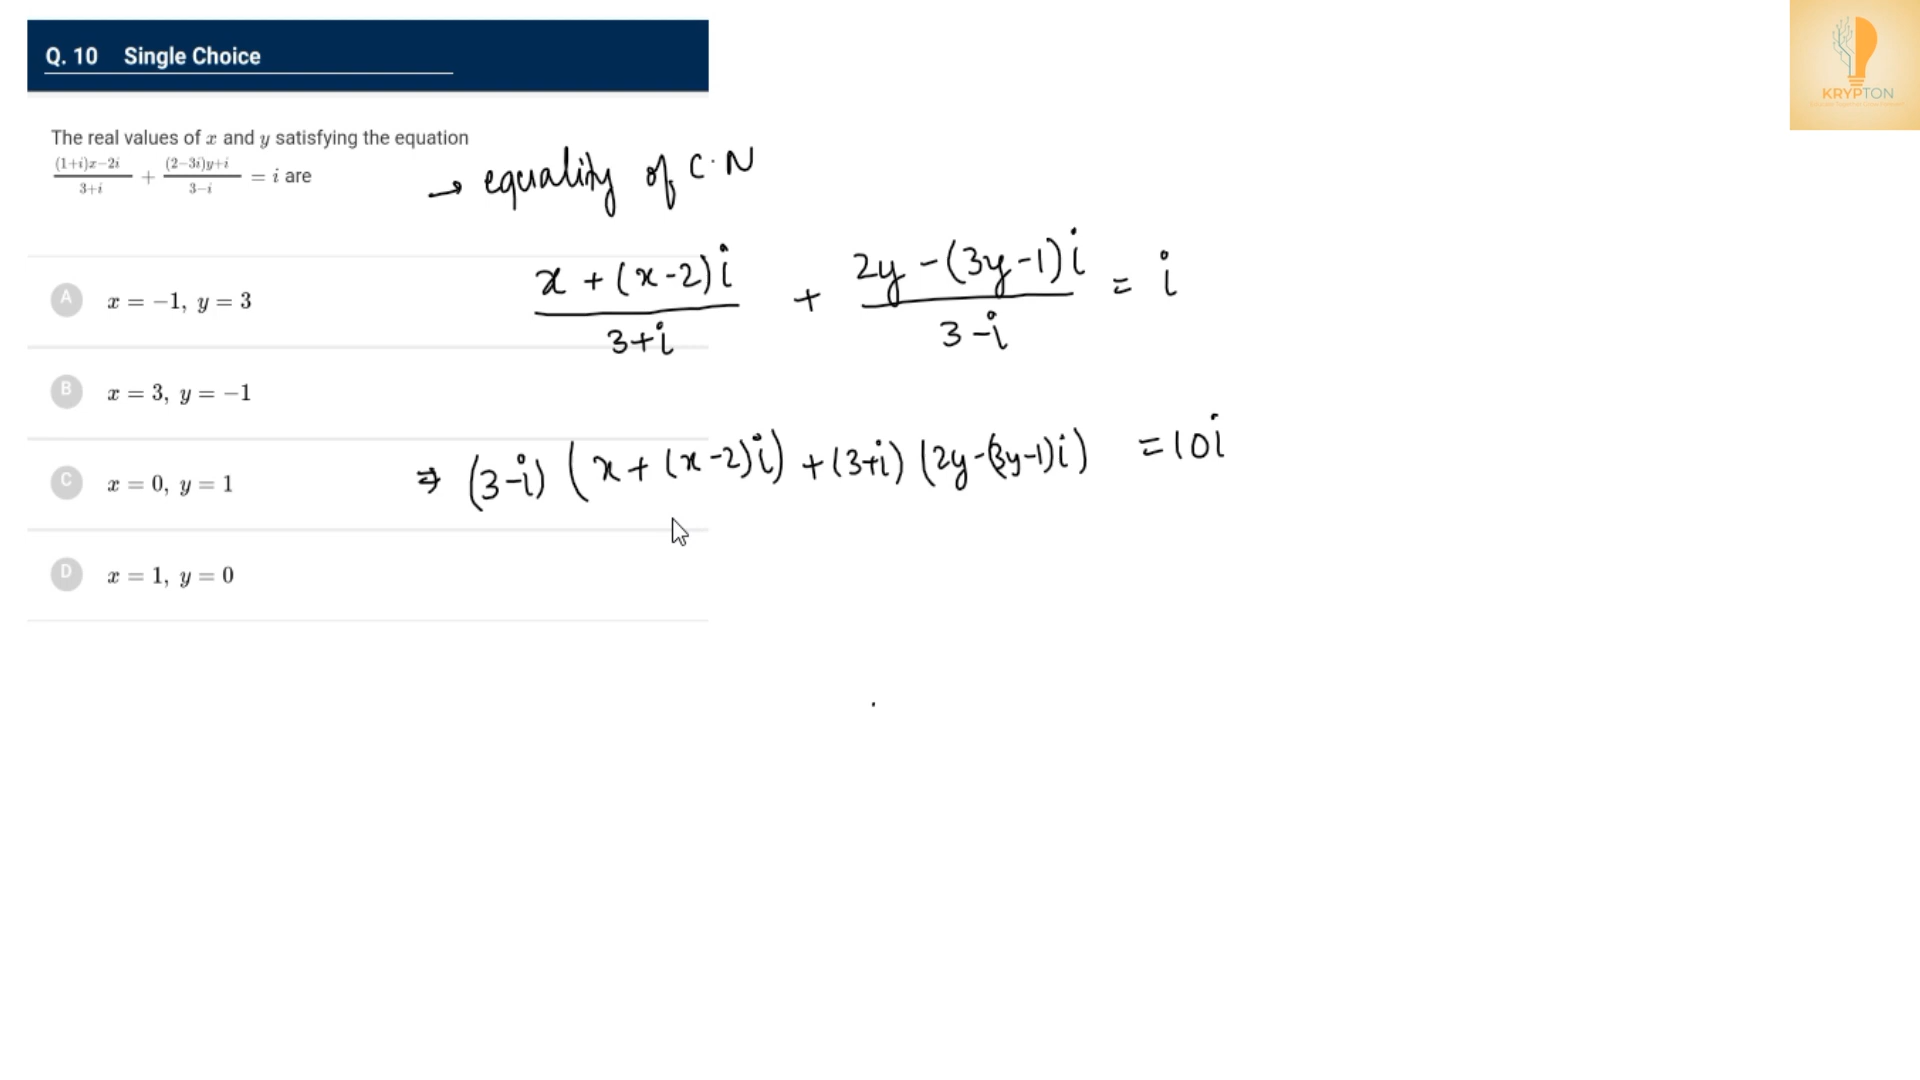 Q. 10 Single Choice
KRYPTON
The real values of x and y satisfying the equation
((1+i)x−2i)/(3+i) + ((2−3i)y+i)/(3−i) = i are
→ equality of C·N
(x + (x-2)i)/(3+i) + (2y - (3y-1)i)/(3-i) = i
A x = −1, y = 3
B x = 3, y = −1
⇒ (3-i) (x + (x-2)i) + (3+i) (2y-(3y-1)i) = 10i
C x = 0, y = 1
D x = 1, y = 0